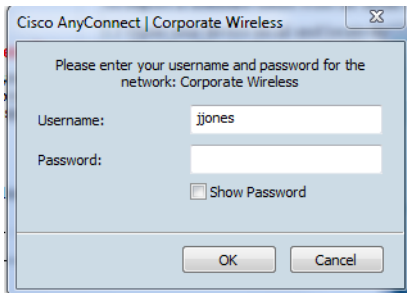 Cisco AnyConnect | Corporate Wireless
Please enter your username and password for the
network: Corporate Wireless
Username:
jjones
Password:
Show Password
OK
Cancel